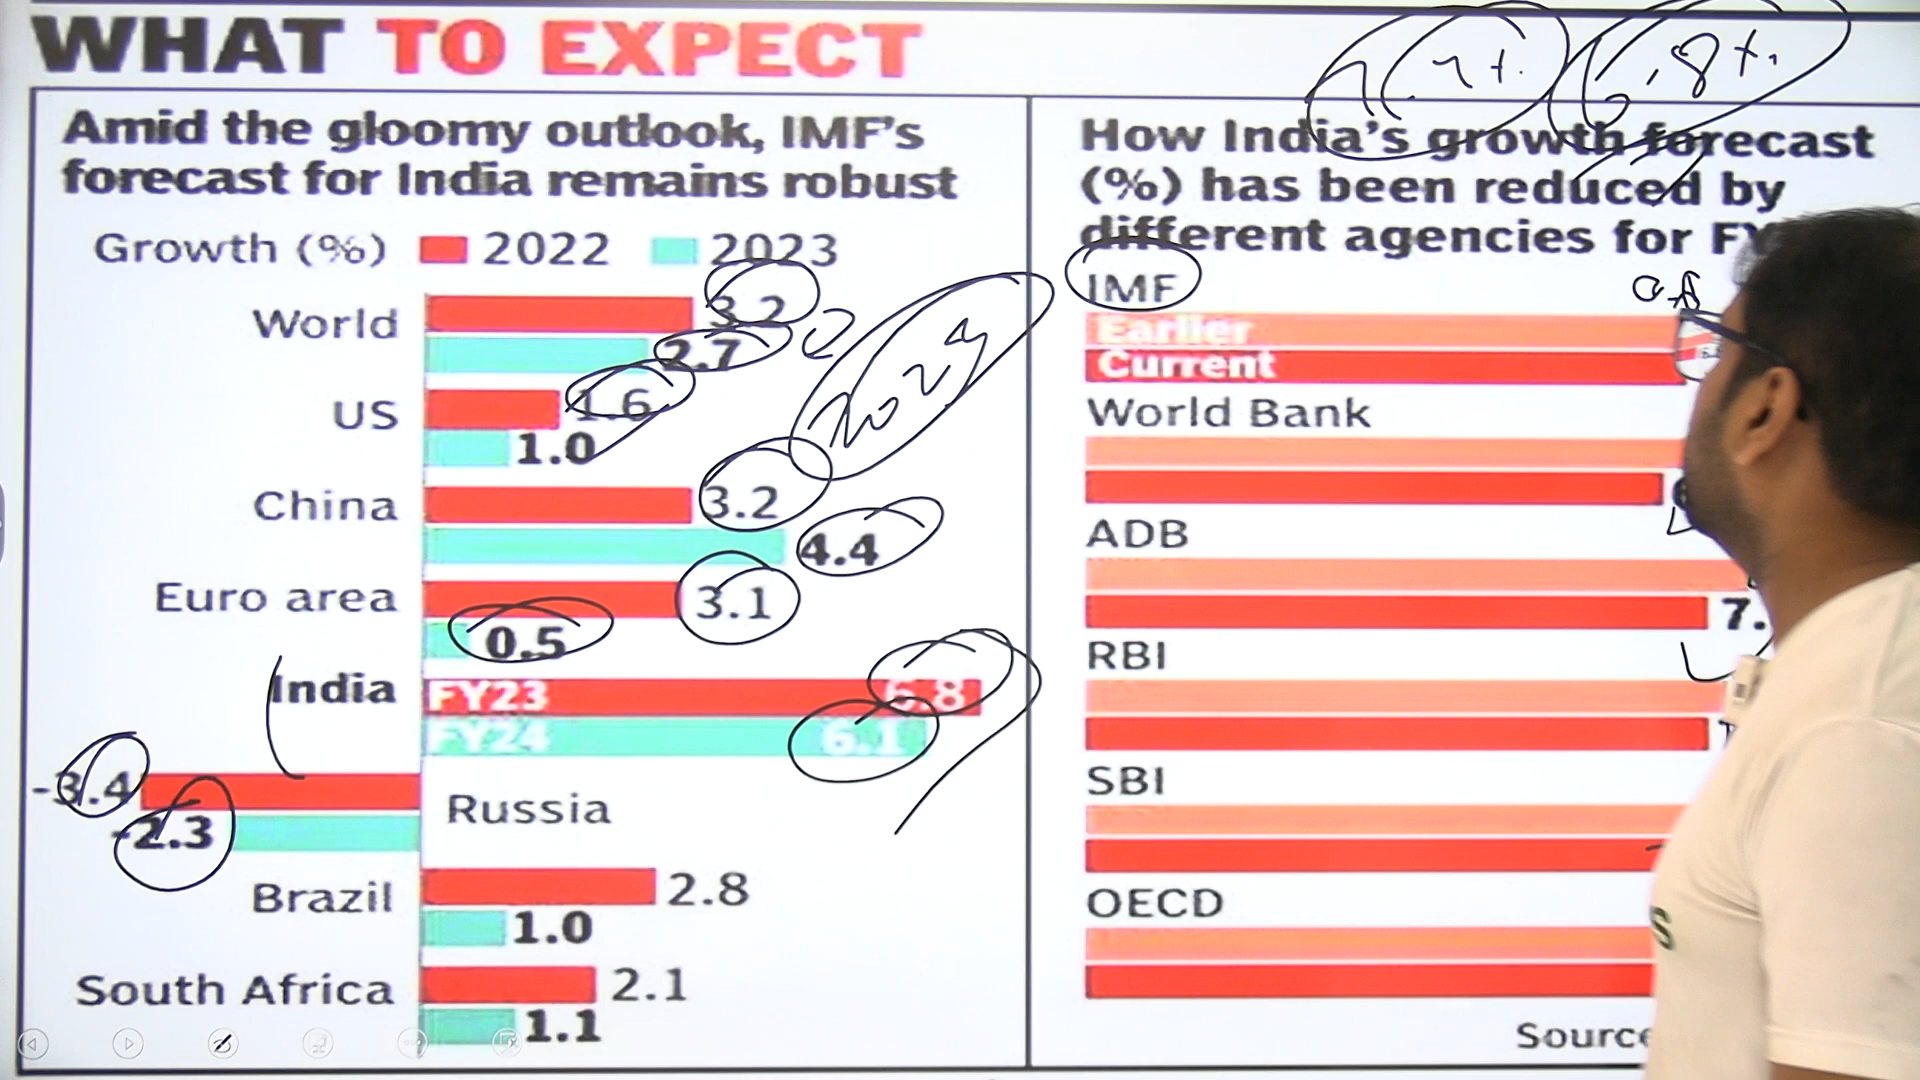 WHAT TO EXPECT
Amid the gloomy outlook, IMF's
forecast for India remains robust
Growth (%) 2022 2023
World 3.2
2.7
US 1.6
1.0
China 3.2
4.4
Euro area 3.1
0.5
India FY23 6.8
FY24 6.1
-3.4 Russia
-2.3
Brazil 2.8
1.0
South Africa 2.1
1.1
2023
.8%
How India's growth forecast
(%) has been reduced by
different agencies for
IMF
Earlier
Current
World Bank
ADB
7.
RBI
SBI
OECD
Source